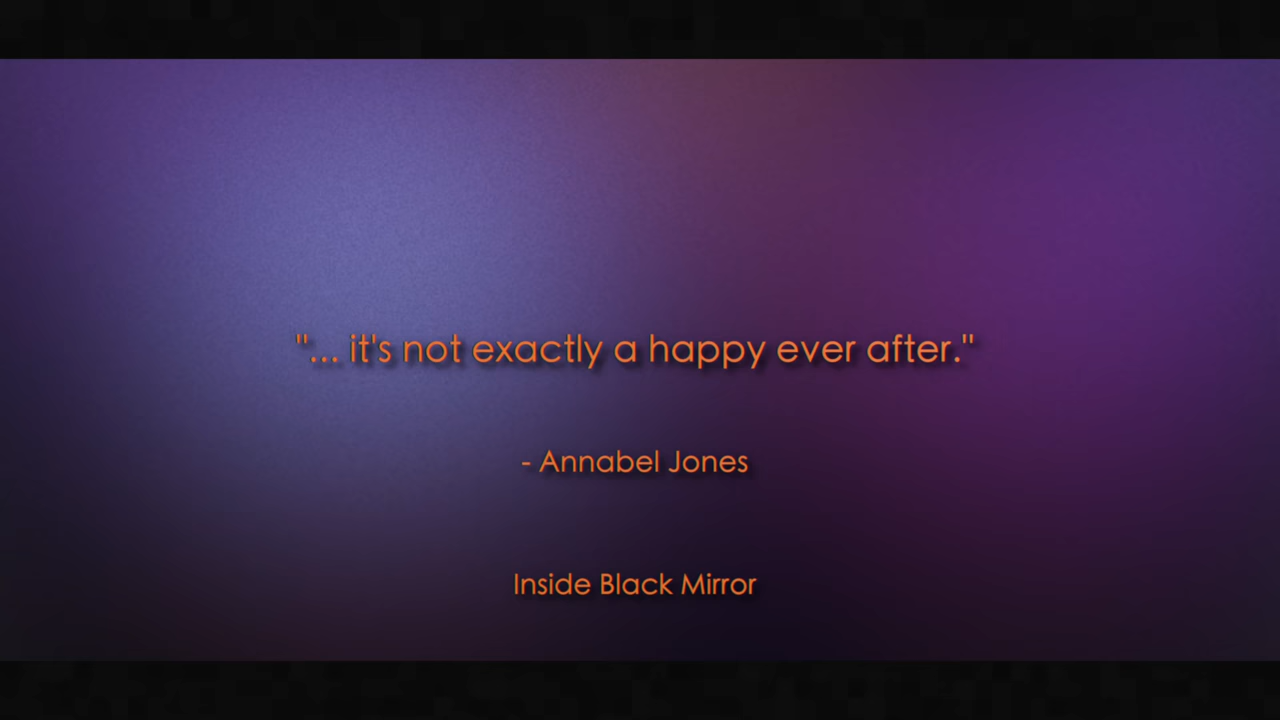 "... it's not exactly a happy ever after."
- Annabel Jones
Inside Black Mirror